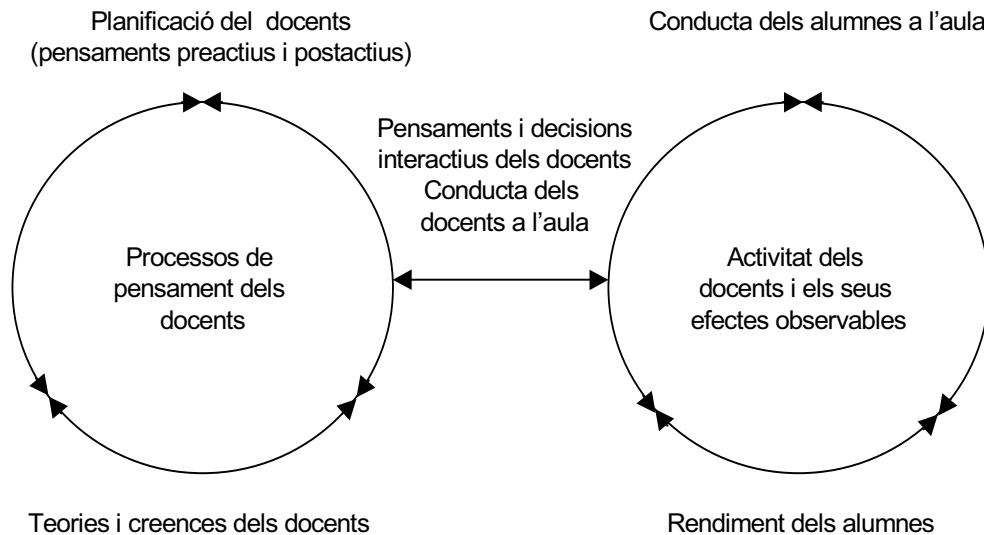 Planificació del  docents
(pensaments preactius i postactius)
Conducta dels alumnes a l’aula
Pensaments i decisions
interactius dels docents
Conducta dels
docents a l’aula
Processos de
pensament dels
docents
Activitat dels
docents i els seus
efectes observables
Teories i creences dels docents
Rendiment dels alumnes